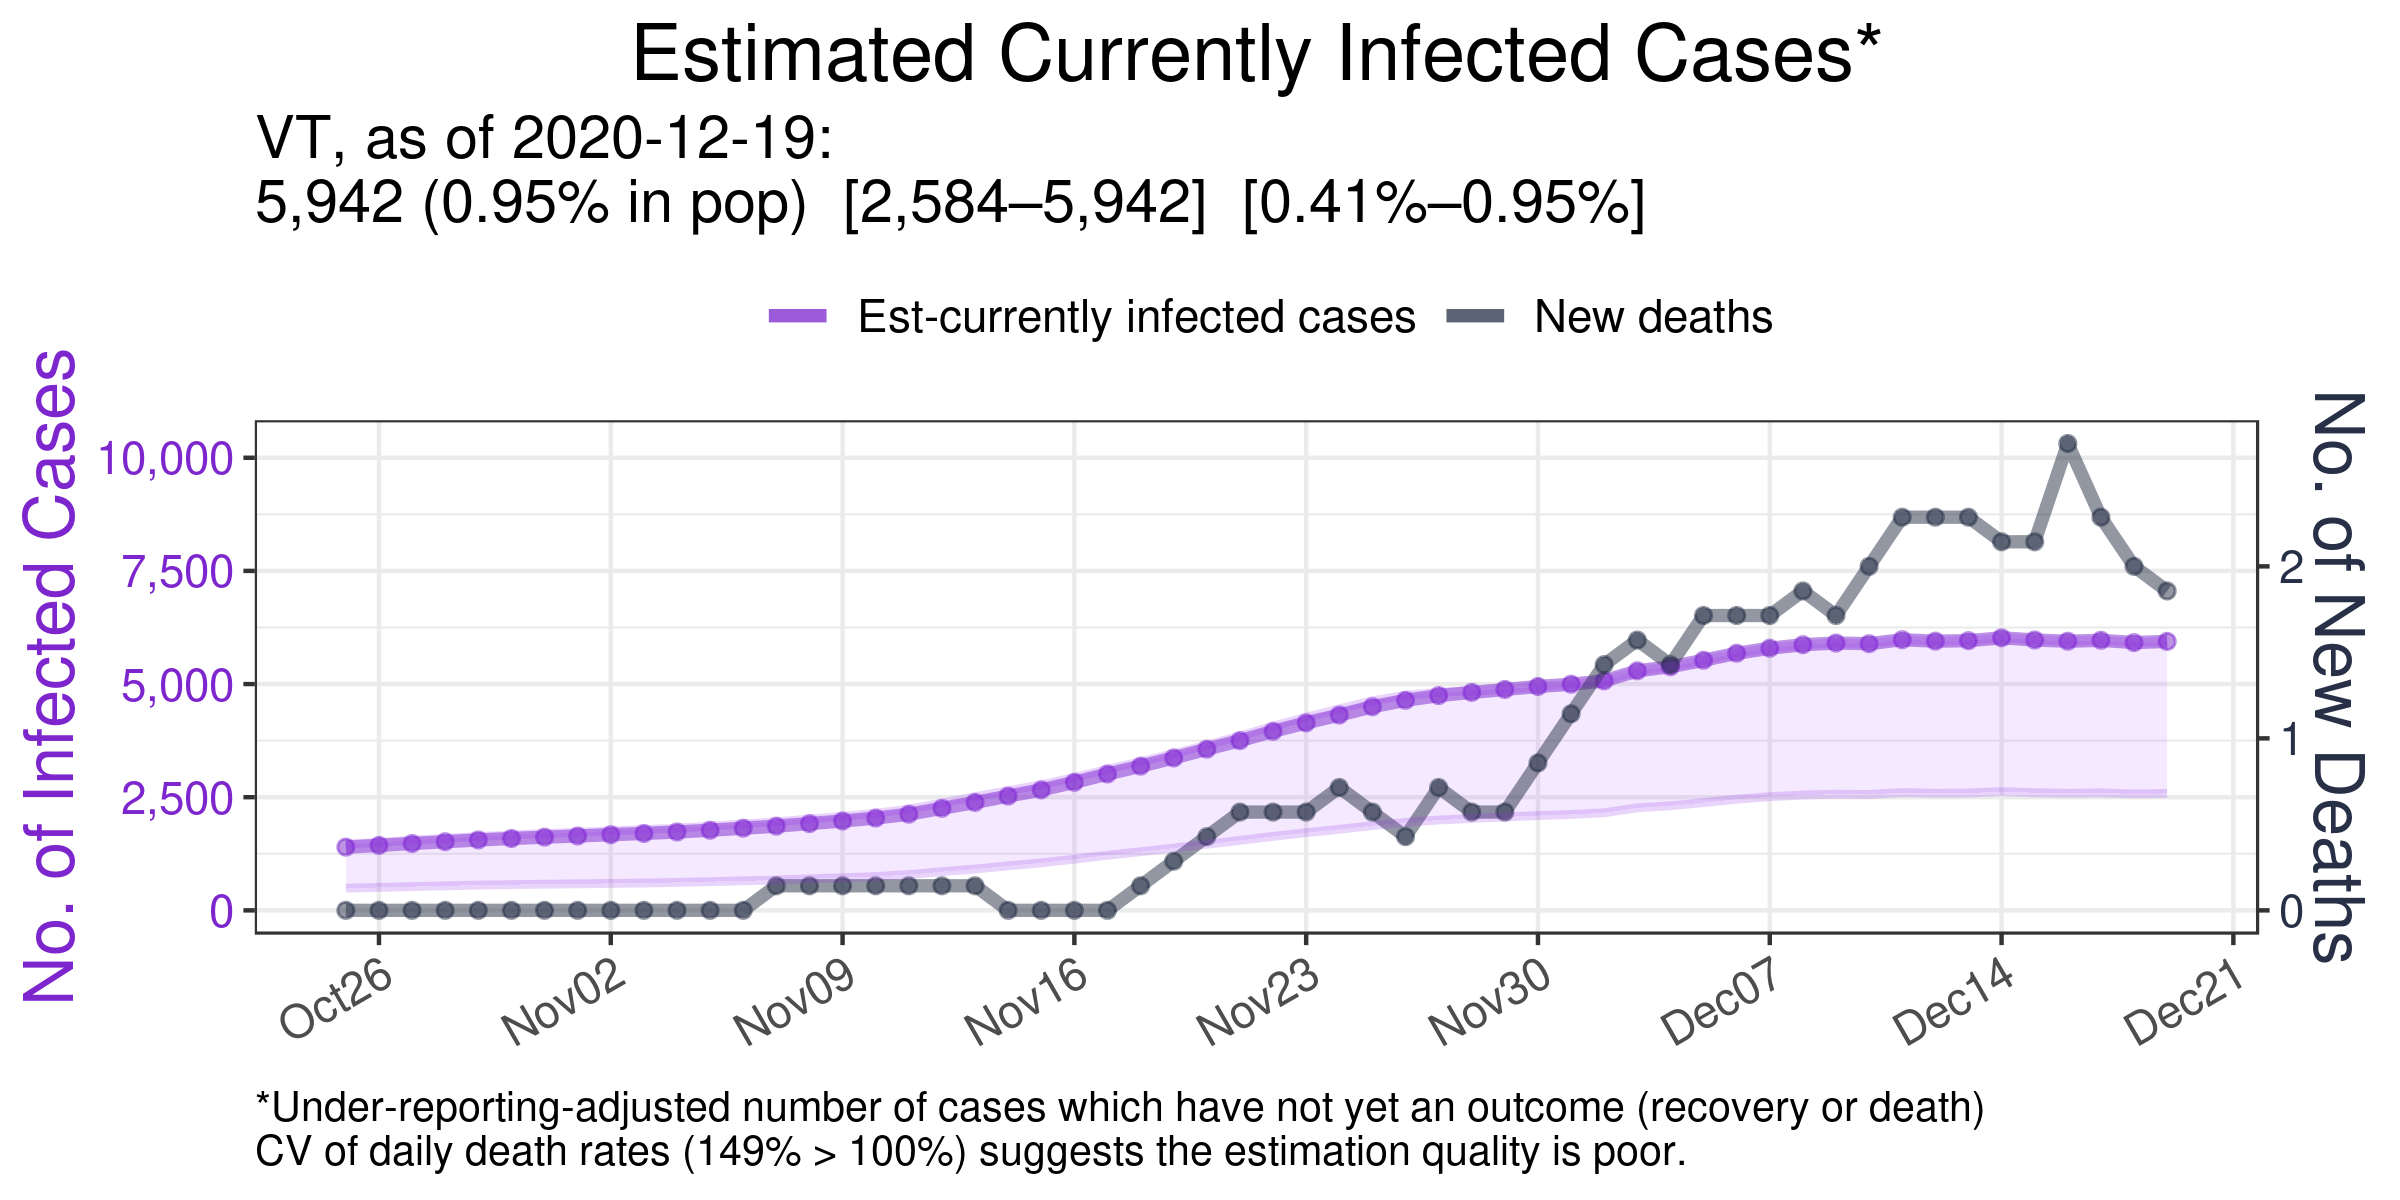 Estimated Currently Infected Cases*
VT, as of 2020-12-19:
5,942 (0.95% in pop)  [2,584–5,942]  [0.41%–0.95%]
Est-currently infected cases
New deaths
No. of Infected Cases
10,000
7,500
5,000
2,500
0
2
1
0
No. of New Deaths
Oct26
Nov02
Nov09
Nov16
Nov23
Nov30
Dec07
Dec14
Dec21
*Under-reporting-adjusted number of cases which have not yet an outcome (recovery or death)
CV of daily death rates (149% > 100%) suggests the estimation quality is poor.